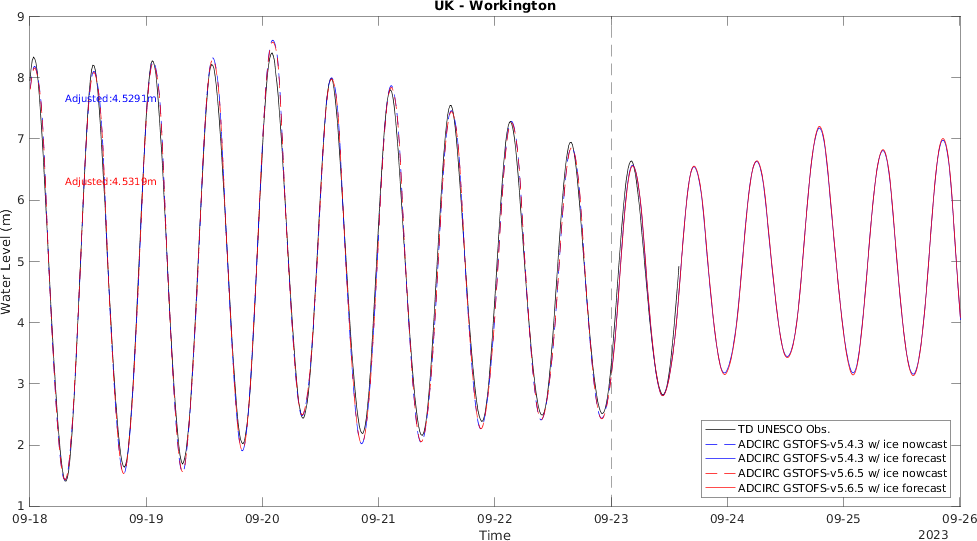 UK - Workington
9
8
7
6
5
4
3
2
1
Water Level (m)
Adjusted:4.5291m
Adjusted:4.5319m
TD UNESCO Obs.
ADCIRC GSTOFS-v5.4.3 w/ ice nowcast
ADCIRC GSTOFS-v5.4.3 w/ ice forecast
ADCIRC GSTOFS-v5.6.5 w/ ice nowcast
ADCIRC GSTOFS-v5.6.5 w/ ice forecast
09-18 09-19 09-20 09-21 09-22 09-23 09-24 09-25 09-26
Time
2023